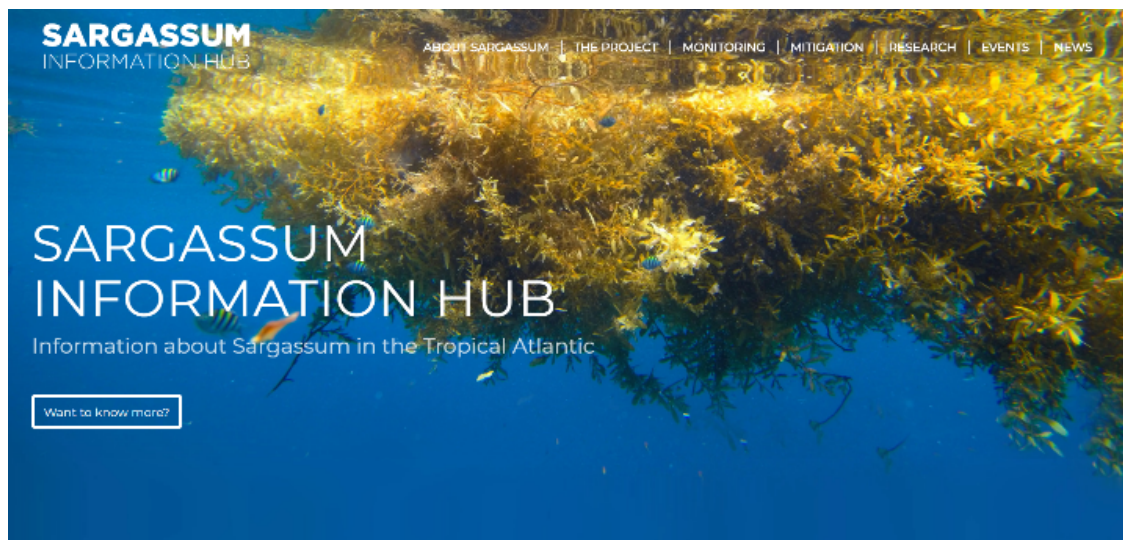 SARGASSUM
INFORMATION HUB
ABOUT SARGASSUM | THE PROJECT | MONITORING | MITIGATION | RESEARCH | EVENTS | NEWS
SARGASSUM
INFORMATION HUB
Information about Sargassum in the Tropical Atlantic
Want to know more?